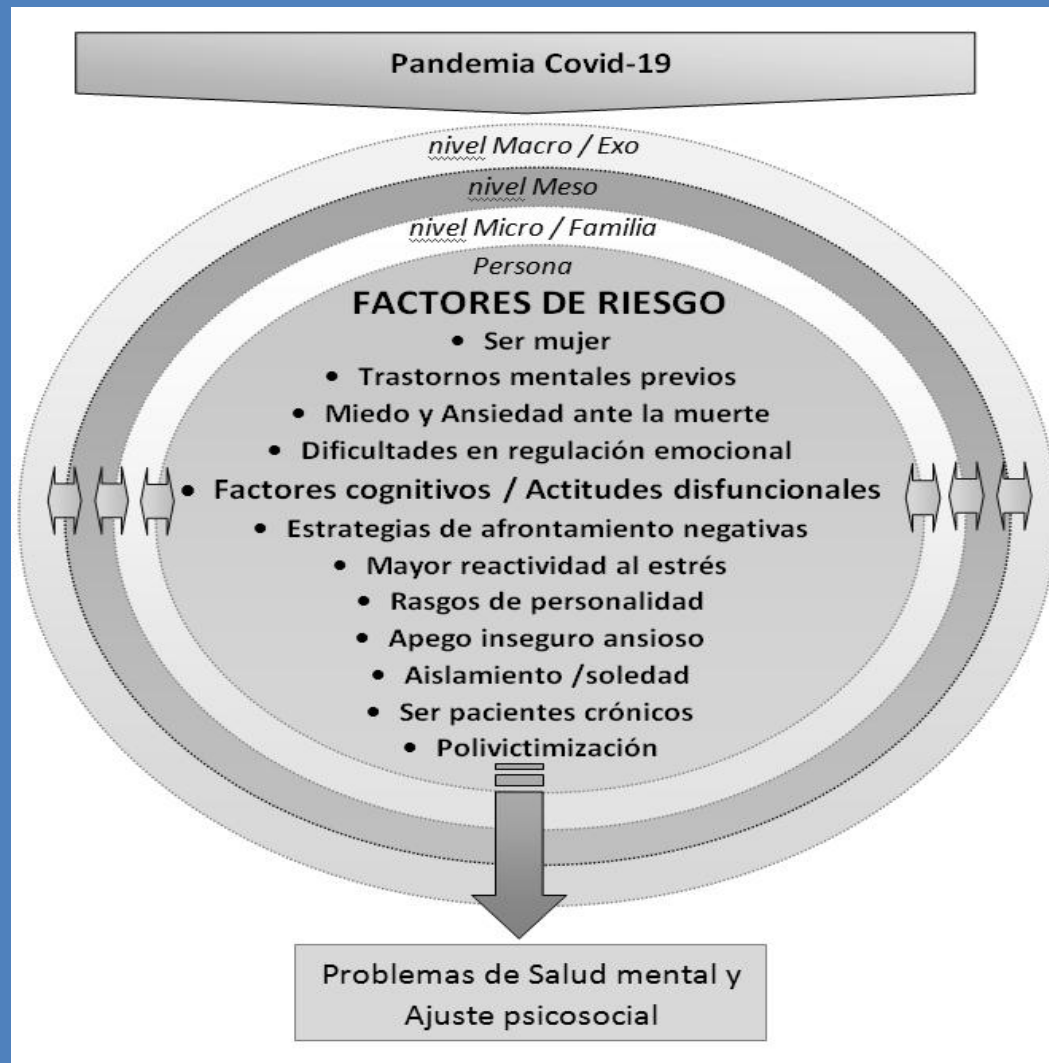 Pandemia Covid-19
nivel Macro / Exo
nivel Meso
nivel Micro / Familia
Persona
FACTORES DE RIESGO
• Ser mujer
• Trastornos mentales previos
• Miedo y Ansiedad ante la muerte
• Dificultades en regulación emocional
• Factores cognitivos / Actitudes disfuncionales
• Estrategias de afrontamiento negativas
• Mayor reactividad al estrés
• Rasgos de personalidad
• Apego inseguro ansioso
• Aislamiento /soledad
• Ser pacientes crónicos
• Polivictimización
Problemas de Salud mental y
Ajuste psicosocial